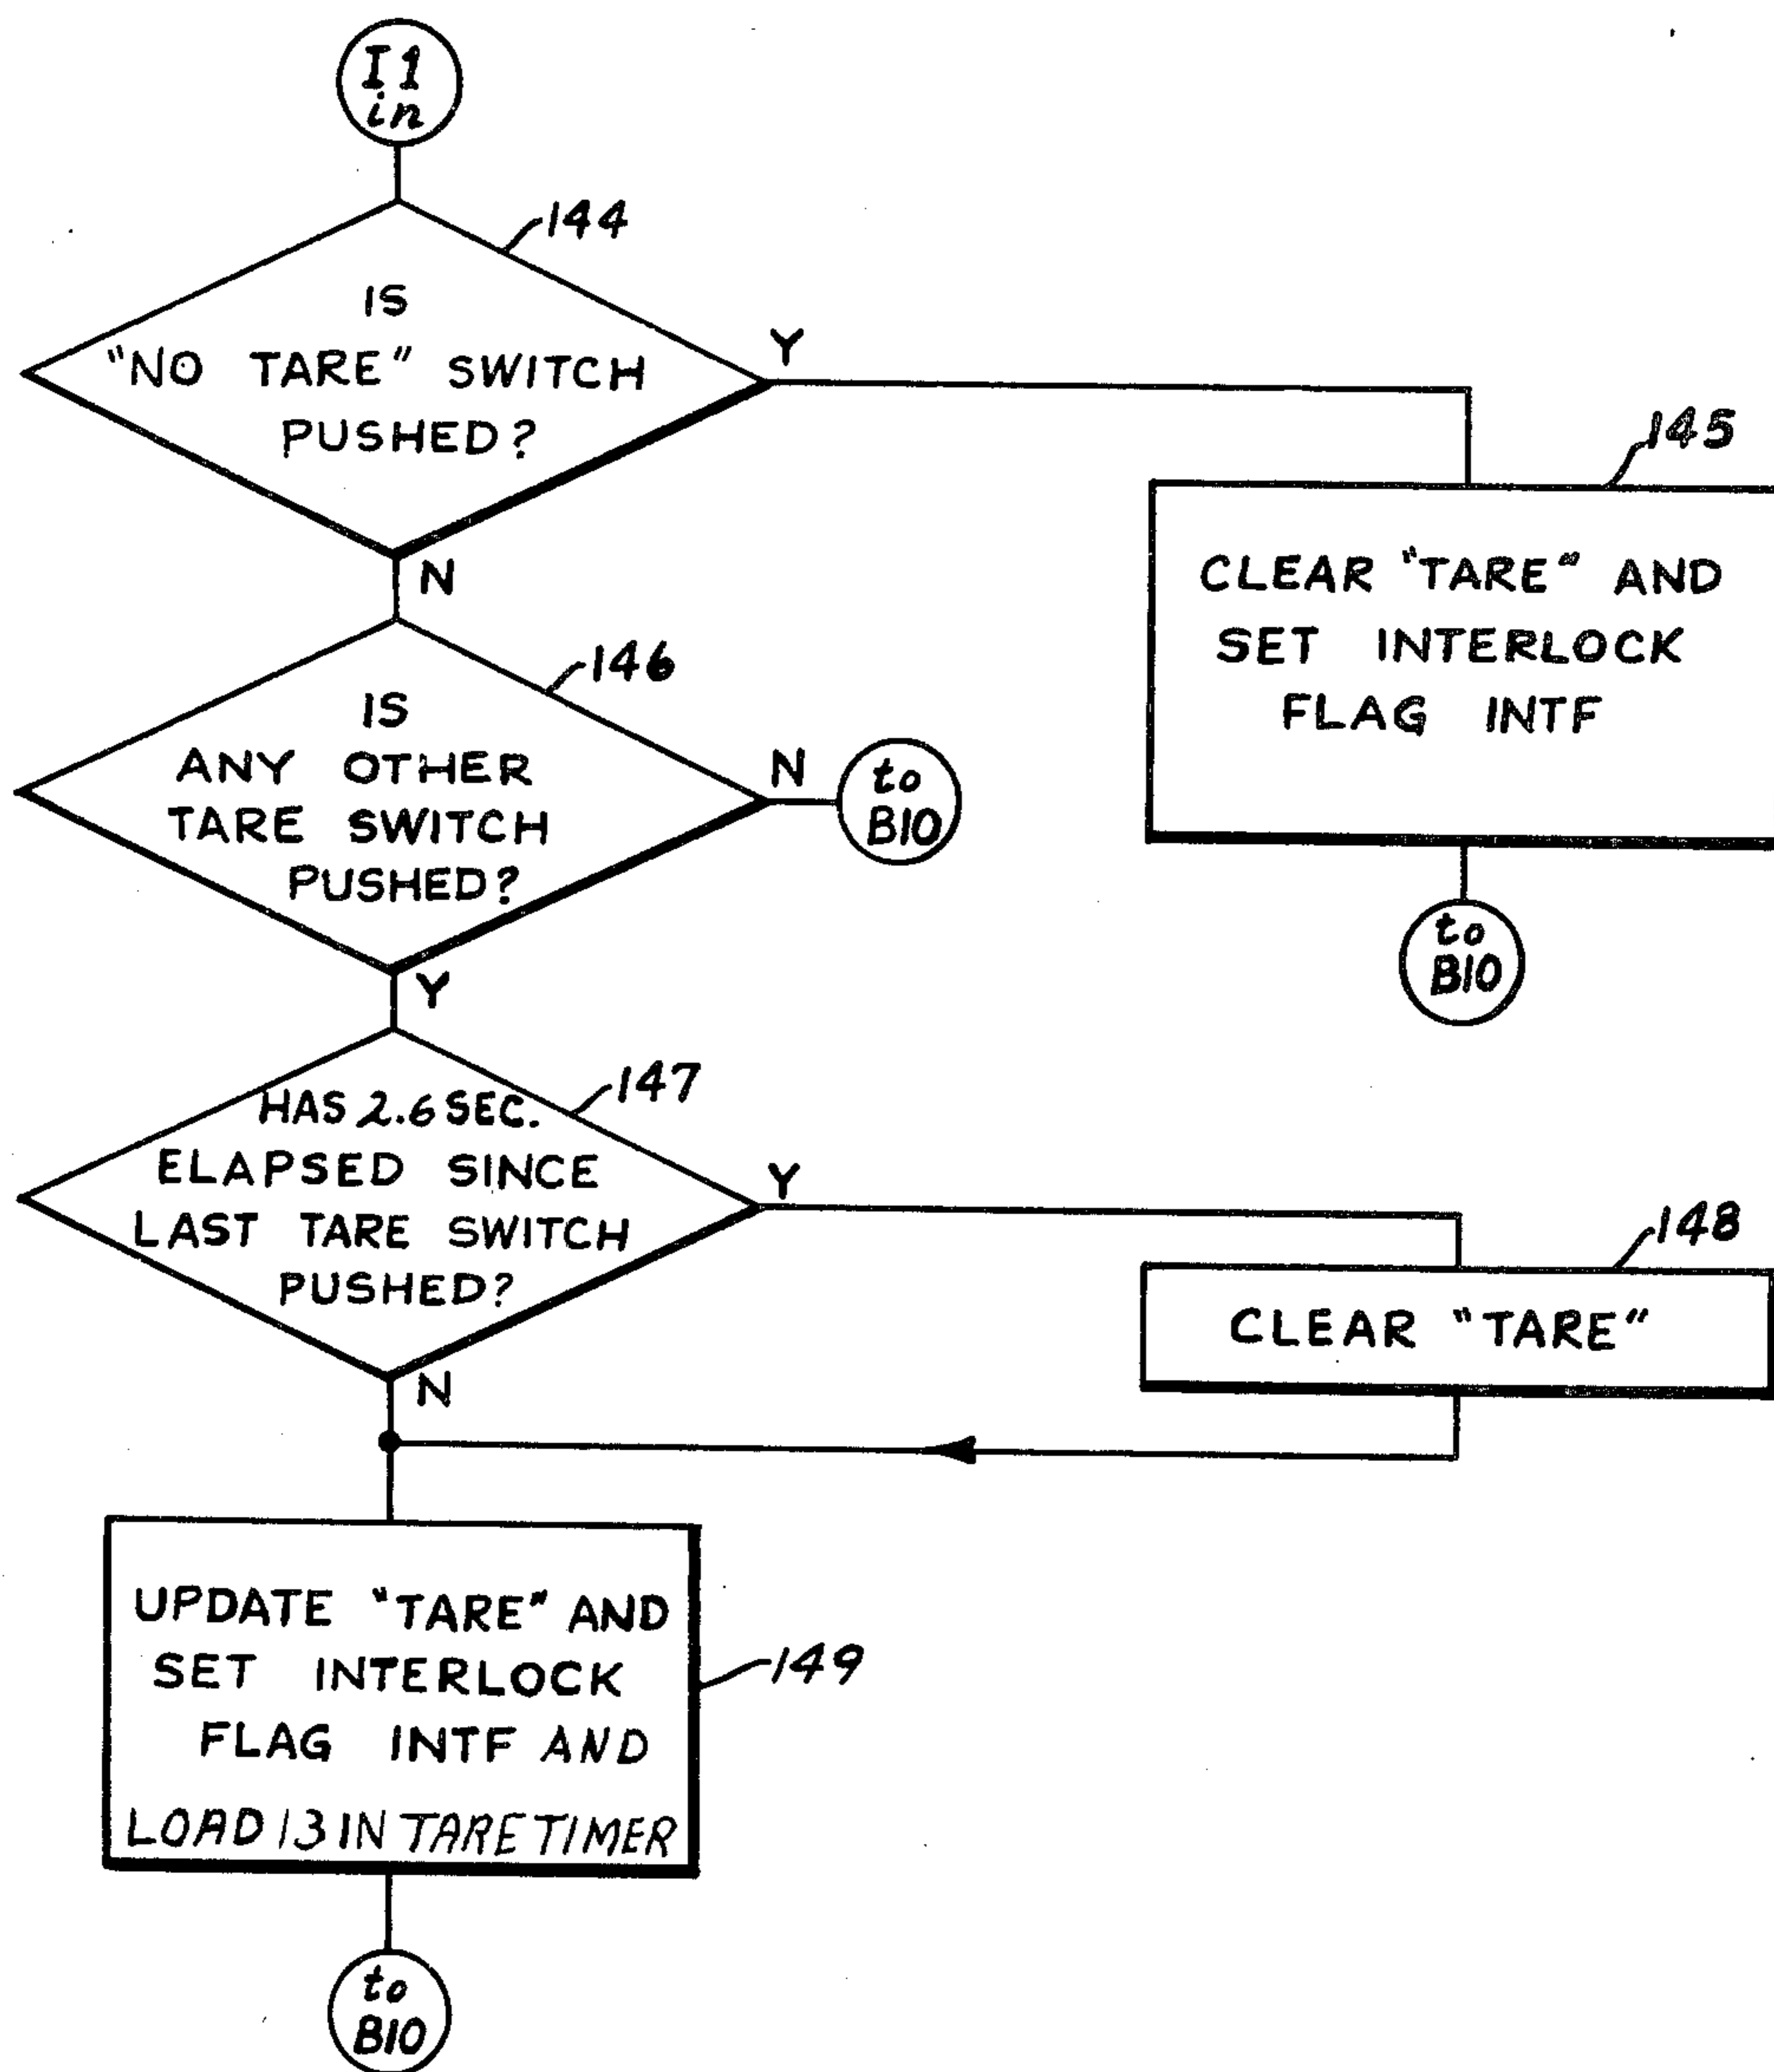 I1
in
144
IS
"NO TARE" SWITCH
PUSHED?
Y
N
145
CLEAR "TARE" AND
SET INTERLOCK
FLAG INTF
to
B10
146
IS
ANY OTHER
TARE SWITCH
PUSHED?
N
to
B10
Y
147
HAS 2.6 SEC.
ELAPSED SINCE
LAST TARE SWITCH
PUSHED?
Y
N
148
CLEAR "TARE"
UPDATE "TARE" AND
SET INTERLOCK
FLAG INTF AND
LOAD 13 IN TARE TIMER
149
to
B10